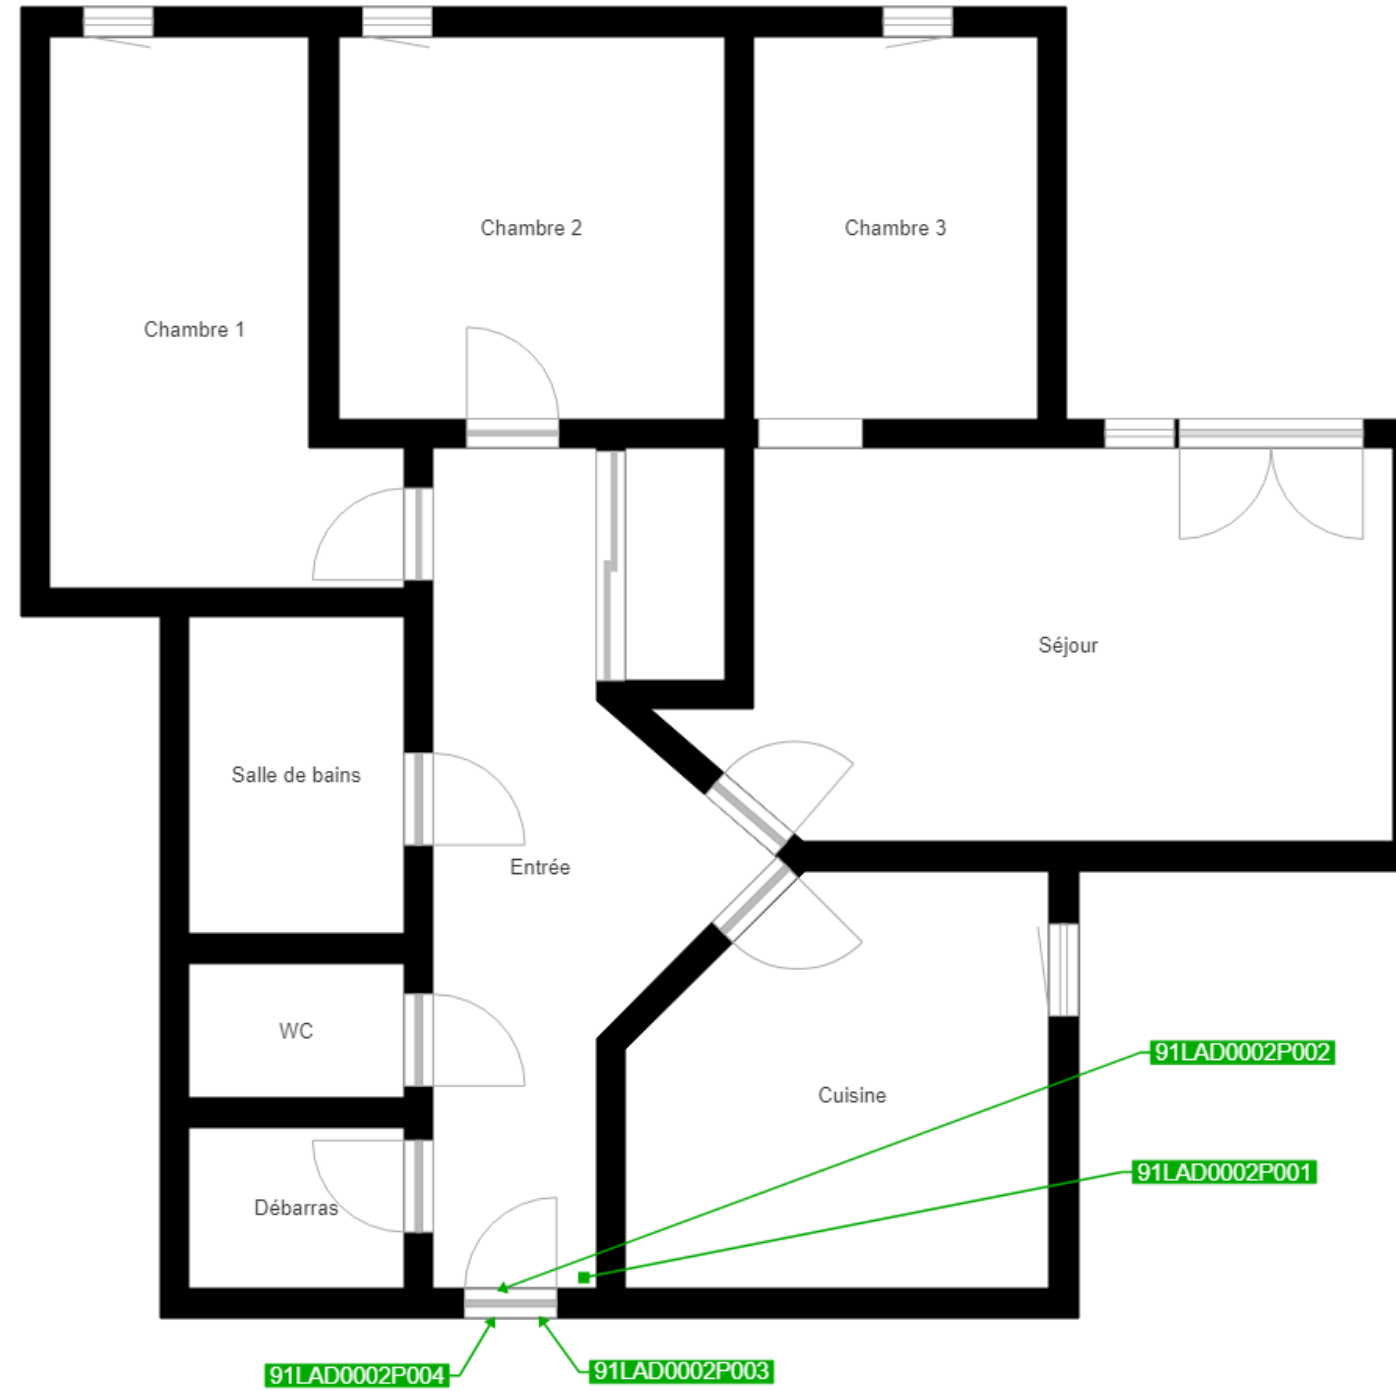 Chambre 2
Chambre 3
Chambre 1
Séjour
Salle de bains
Entrée
WC
91LAD0002P002
Cuisine
91LAD0002P001
Débarras
91LAD0002P004
91LAD0002P003